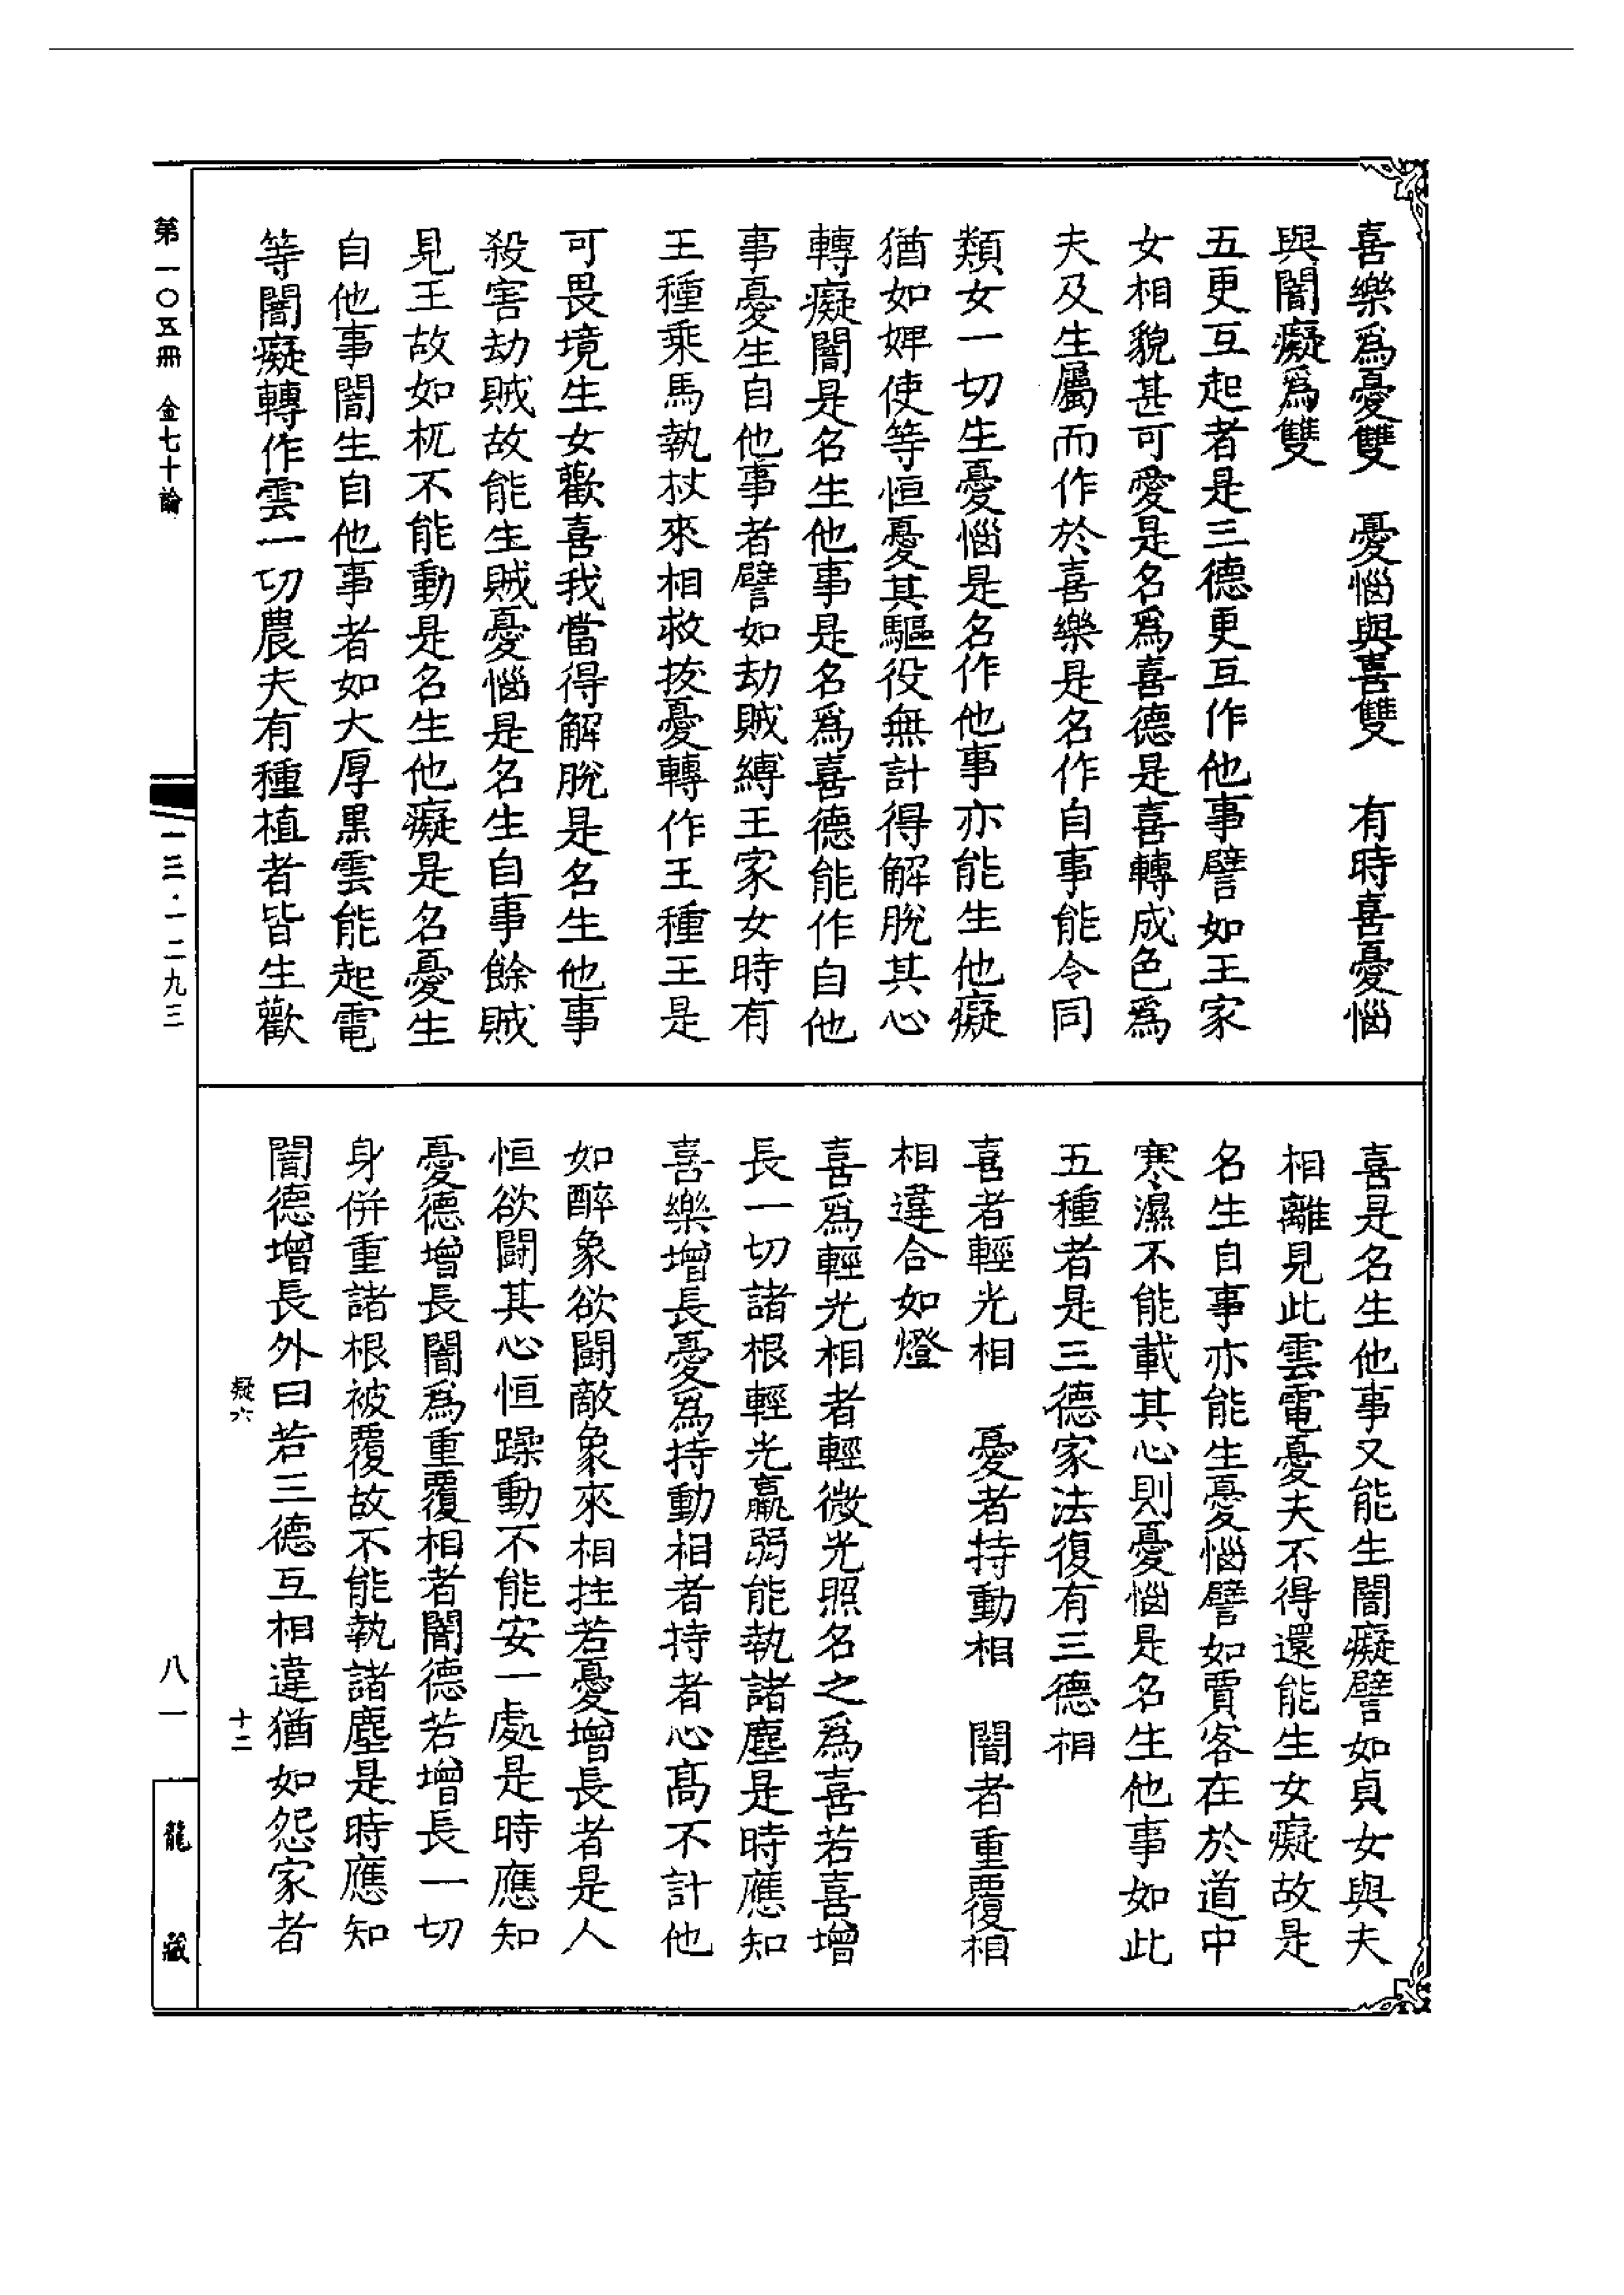 喜樂爲憂雙　憂惱與喜雙　有時喜憂惱
與闇癡爲雙
五更互起者是三德更互作他事譬如王家
女相貌甚可愛是名爲喜德是喜轉成色爲
夫及生屬而作於喜樂是名作自事能令同
類女一切生憂惱是名作他事亦能生他癡
猶如婢使等恒憂其驅役無計得解脫其心
轉癡闇是名生他事是名爲喜德能作自他
事憂生自他事者譬如劫賊縛王家女時有
王種乘馬執杖來相救拔憂轉作王種王是
可畏境生女歡喜我當得解脫是名生他事
殺害劫賊故能生賊憂惱是名生自事餘賊
見王故如杌不能動是名生他癡是名憂生
自他事闇生自他事者如大厚黑雲能起電
等闇癡轉作雲一切農夫有種植者皆生歡
喜是名生他事又能生闇癡譬如貞女與夫
相離見此雲電憂夫不得還能生女癡故是
名生自事亦能生憂惱譬如賈客在於道中
寒濕不能載其心則憂惱是名生他事如此
五種者是三德家法復有三德相
喜者輕光相　憂者持動相　闇者重覆相
相違合如燈
喜爲輕光相者輕微光照名之爲喜若喜增
長一切諸根輕光羸弱能執諸塵是時應知
喜樂增長憂爲持動相者持者心高不計他
如醉象欲鬪敵象來相拄若憂增長者是人
恒欲鬪其心恒躁動不能安一處是時應知
憂德增長闇爲重覆相者闇德若增長一切
身併重諸根被覆故不能執諸塵是時應知
闇德增長外曰若三德互相違猶如怨家者
疑六　十二
第一〇五冊　金七十論
一三·一二九三
八一
龍藏